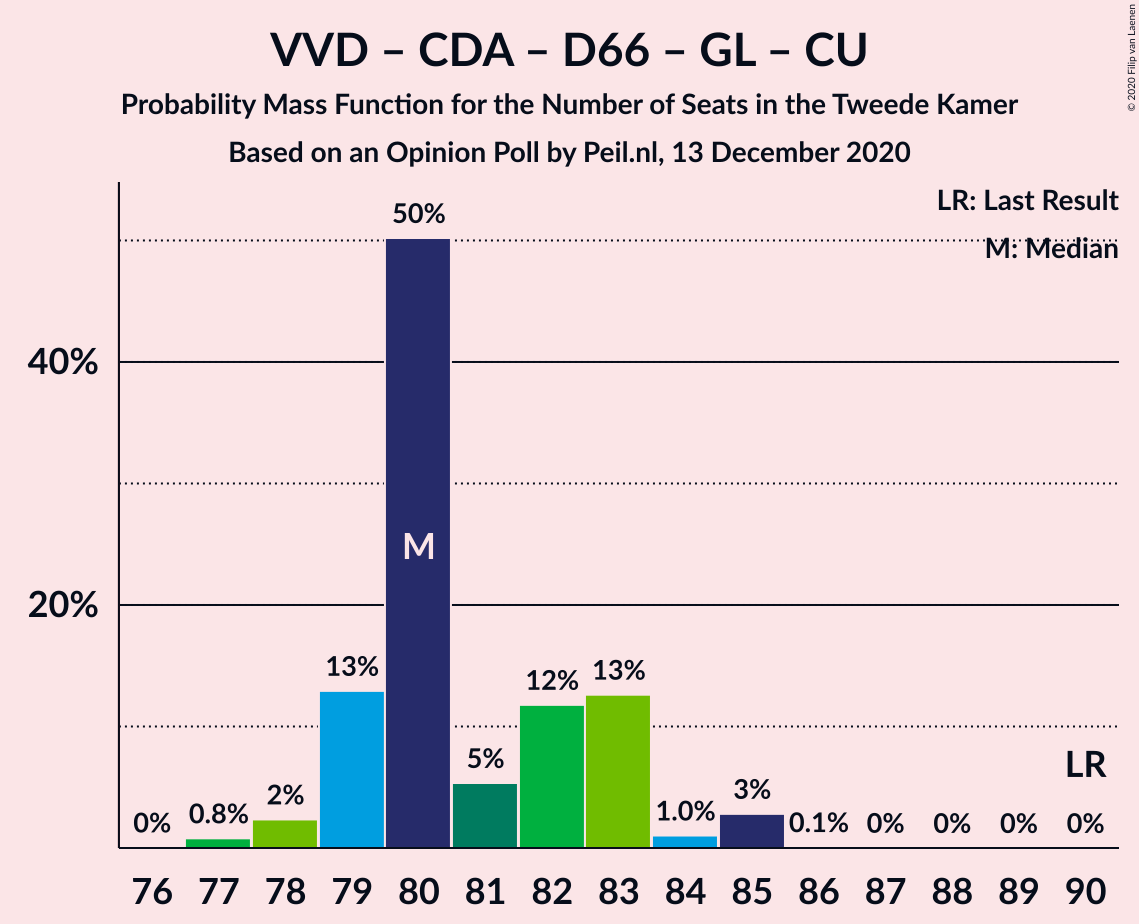 VVD – CDA – D66 – GL – CU
Probability Mass Function for the Number of Seats in the Tweede Kamer
Based on an Opinion Poll by Peil.nl, 13 December 2020
© 2020 Filip van Laenen
LR: Last Result
M: Median
50%
40%
M
20%
13%
12%
13%
5%
LR
0%
0.8%
2%
1.0%
3%
0.1%
0%
0%
0%
0%
76 77 78 79 80 81 82 83 84 85 86 87 88 89 90